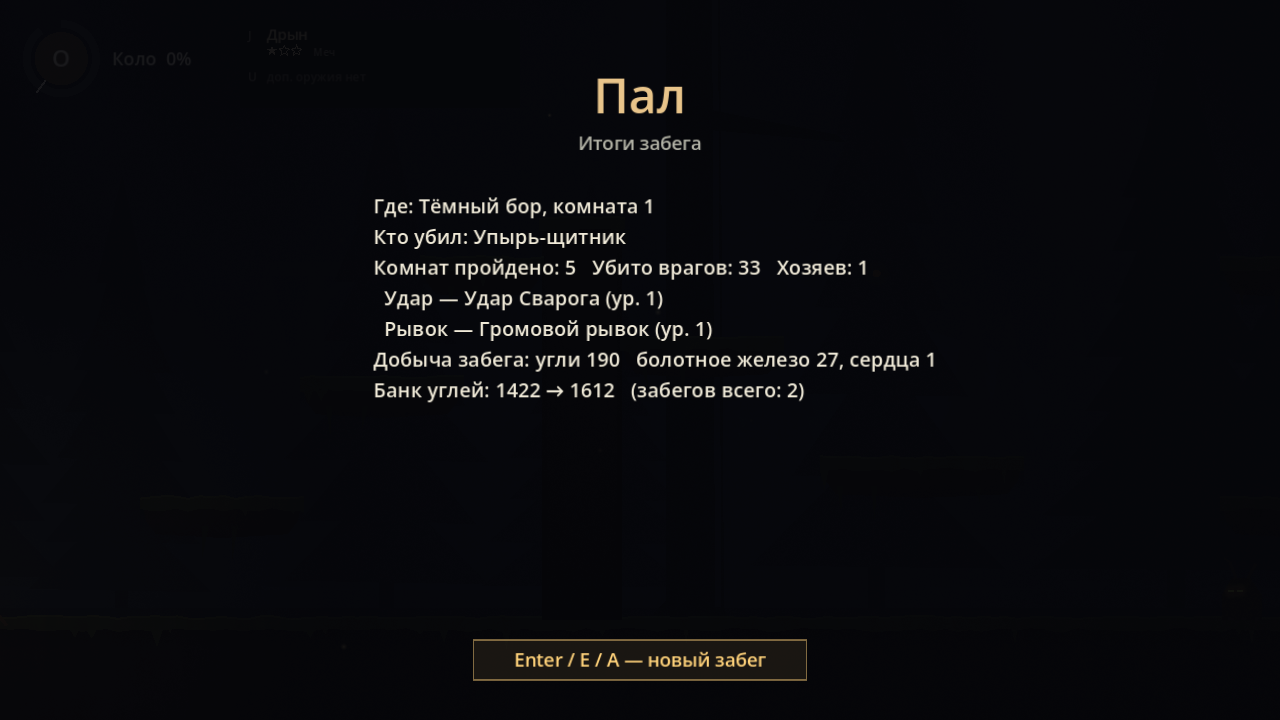 О
Коло 0%
J Дрын
★☆☆ Меч
U
Пал
Итоги забега
Где: Тёмный бор, комната 1
Кто убил: Упырь-щитник
Комнат пройдено: 5 Убито врагов: 33 Хозяев: 1
Удар — Удар Сварога (ур. 1)
Рывок — Громовой рывок (ур. 1)
Добыча забега: угли 190 болотное железо 27, сердца 1
Банк углей: 1422 → 1612 (забегов всего: 2)
Enter / E / A — новый забег